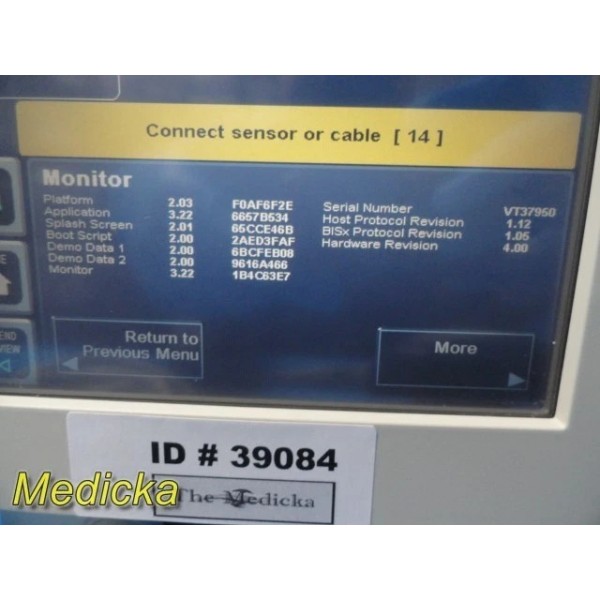 Connect sensor or cable [ 14 ]
Monitor
Platform 2.03 F0AF6F2E
Application 3.22 6657B534
Splash Screen 2.01 65CCE46B
Boot Script 2.00 2AED3FAF
Demo Data 1 2.00 6BCFEB08
Demo Data 2 2.00 9616A466
Monitor 3.22 1B4C63E7
Serial Number VT37950
Host Protocol Revision 1.12
BISx Protocol Revision 1.05
Hardware Revision 4.00
Return to
Previous Menu
More
ID # 39084
The Medicka
Medicka